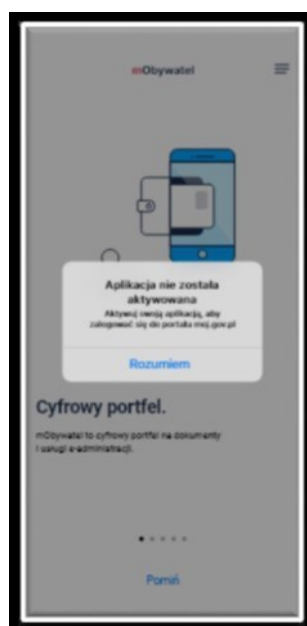 mObywatel
Aplikacja nie została
aktywowana
Aktywuj swoją aplikację, aby
zalogować się do portalu moj.gov.pl
Rozumiem
Cyfrowy portfel.
mObywatel to cyfrowy portfel na dokumenty
i usługi e-administracji.
Pomiń